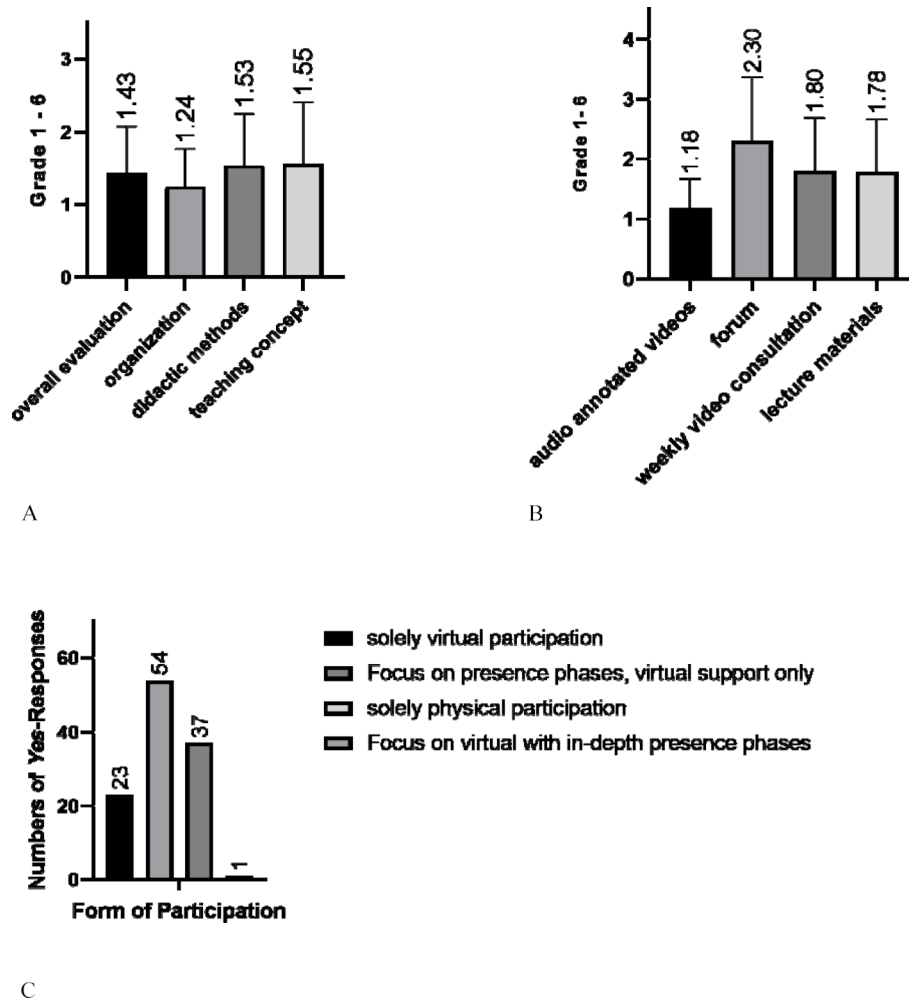 Grade 1 - 6
3
2
1
0
1.43
1.24
1.53
1.55
overall evaluation
organization
didactic methods
teaching concept
A
Grade 1 - 6
4
3
2
1
0
1.18
2.30
1.80
1.78
audio annotated videos
forum
weekly video consultation
lecture materials
B
Numbers of Yes-Responses
60
40
20
0
23
54
37
1
Form of Participation
solely virtual participation
Focus on presence phases, virtual support only
solely physical participation
Focus on virtual with in-depth presence phases
C